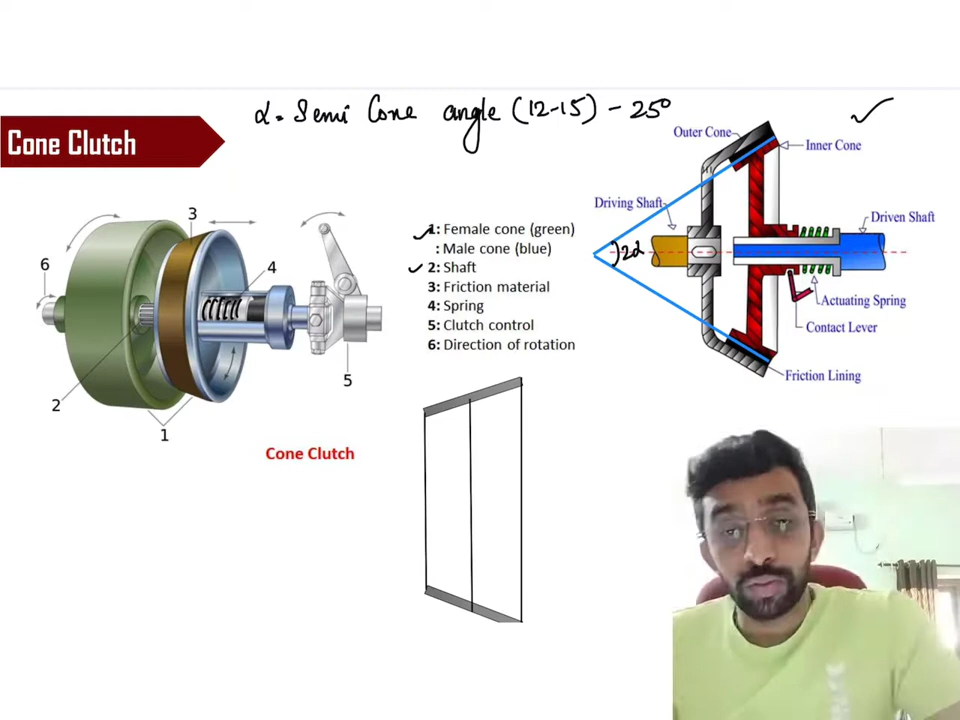 α = Semi Cone angle (12-15) - 25°
Cone Clutch
Outer Cone
Inner Cone
Driving Shaft
Driven Shaft
2α
Actuating Spring
Contact Lever
Friction Lining
3
4
6
5
2
1
1: Female cone (green)
: Male cone (blue)
2: Shaft
3: Friction material
4: Spring
5: Clutch control
6: Direction of rotation
Cone Clutch